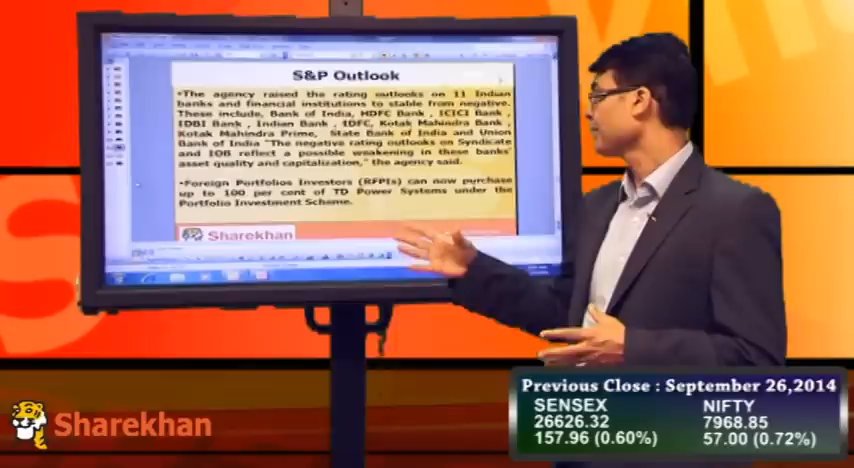 S&P Outlook
•The agency raised the rating outlooks on 11 Indian
banks and financial institutions to stable from negative.
These include, Bank of India, HDFC Bank , ICICI Bank ,
IDBI Bank , Indian Bank , IDFC, Kotak Mahindra Bank ,
Kotak Mahindra Prime, State Bank of India and Union
Bank of India "The negative rating outlooks on Syndicate
and IOB reflect a possible weakening in these banks'
asset quality and capitalization," the agency said.
•Foreign Portfolios Investors (RFPIs) can now purchase
up to 100 per cent of TD Power Systems under the
Portfolio Investment Scheme.
Sharekhan
Previous Close : September 26,2014
SENSEX NIFTY
26626.32 7968.85
157.96 (0.60%) 57.00 (0.72%)
Sharekhan